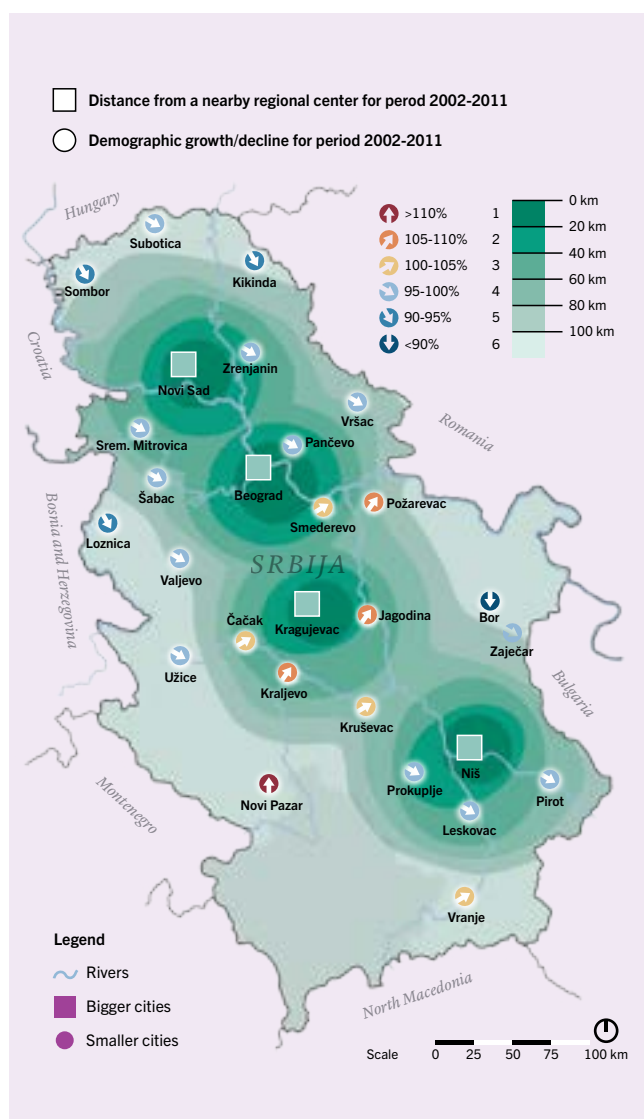 Distance from a nearby regional center for perod 2002-2011
Demographic growth/decline for period 2002-2011
Hungary
Subotica
Sombor
Kikinda
Croatia
>110% 1
105-110% 2
100-105% 3
95-100% 4
90-95% 5
<90% 6
0 km
20 km
40 km
60 km
80 km
100 km
Novi Sad
Zrenjanin
Vršac
Romania
Srem. Mitrovica
Pančevo
Šabac
Beograd
Smederevo
Požarevac
Bosnia and Herzegovina
Loznica
Valjevo
SRBIJA
Čačak
Kragujevac
Jagodina
Bor
Zaječar
Užice
Kraljevo
Kruševac
Bulgaria
Montenegro
Novi Pazar
Niš
Prokuplje
Leskovac
Pirot
Vranje
North Macedonia
Legend
Rivers
Bigger cities
Smaller cities
Scale 0 25 50 75 100 km